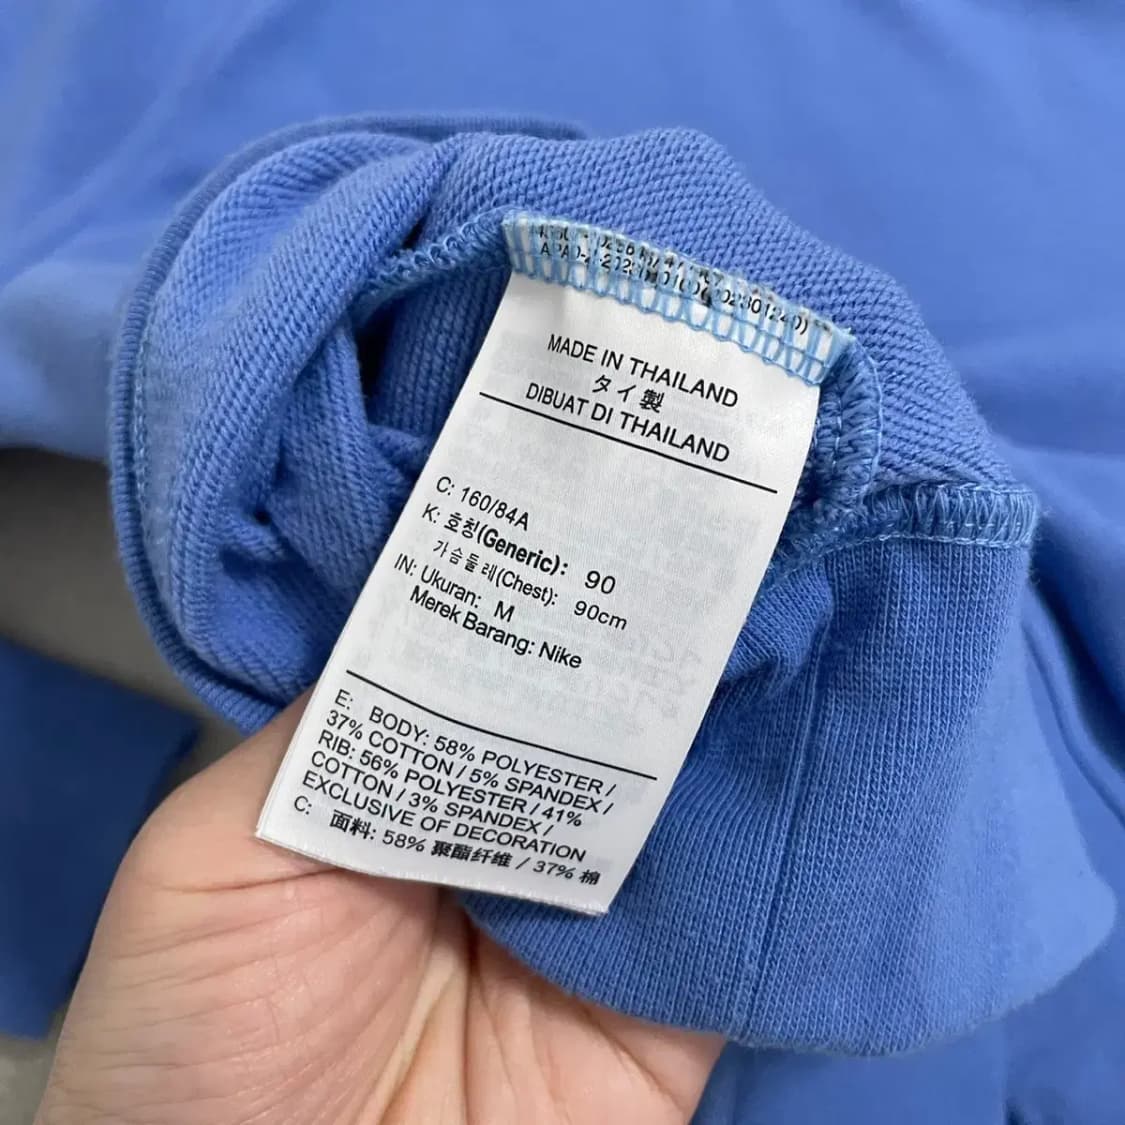 MADE IN THAILAND
タイ製
DIBUAT DI THAILAND
C: 160/84A
K: 호칭(Generic): 90
가슴둘레(Chest): 90cm
IN: Ukuran: M
Merek Barang: Nike
E: BODY: 58% POLYESTER /
37% COTTON / 5% SPANDEX /
RIB: 56% POLYESTER / 41%
COTTON / 3% SPANDEX /
EXCLUSIVE OF DECORATION
C: 面料: 58% 聚酯纤维 / 37% 棉